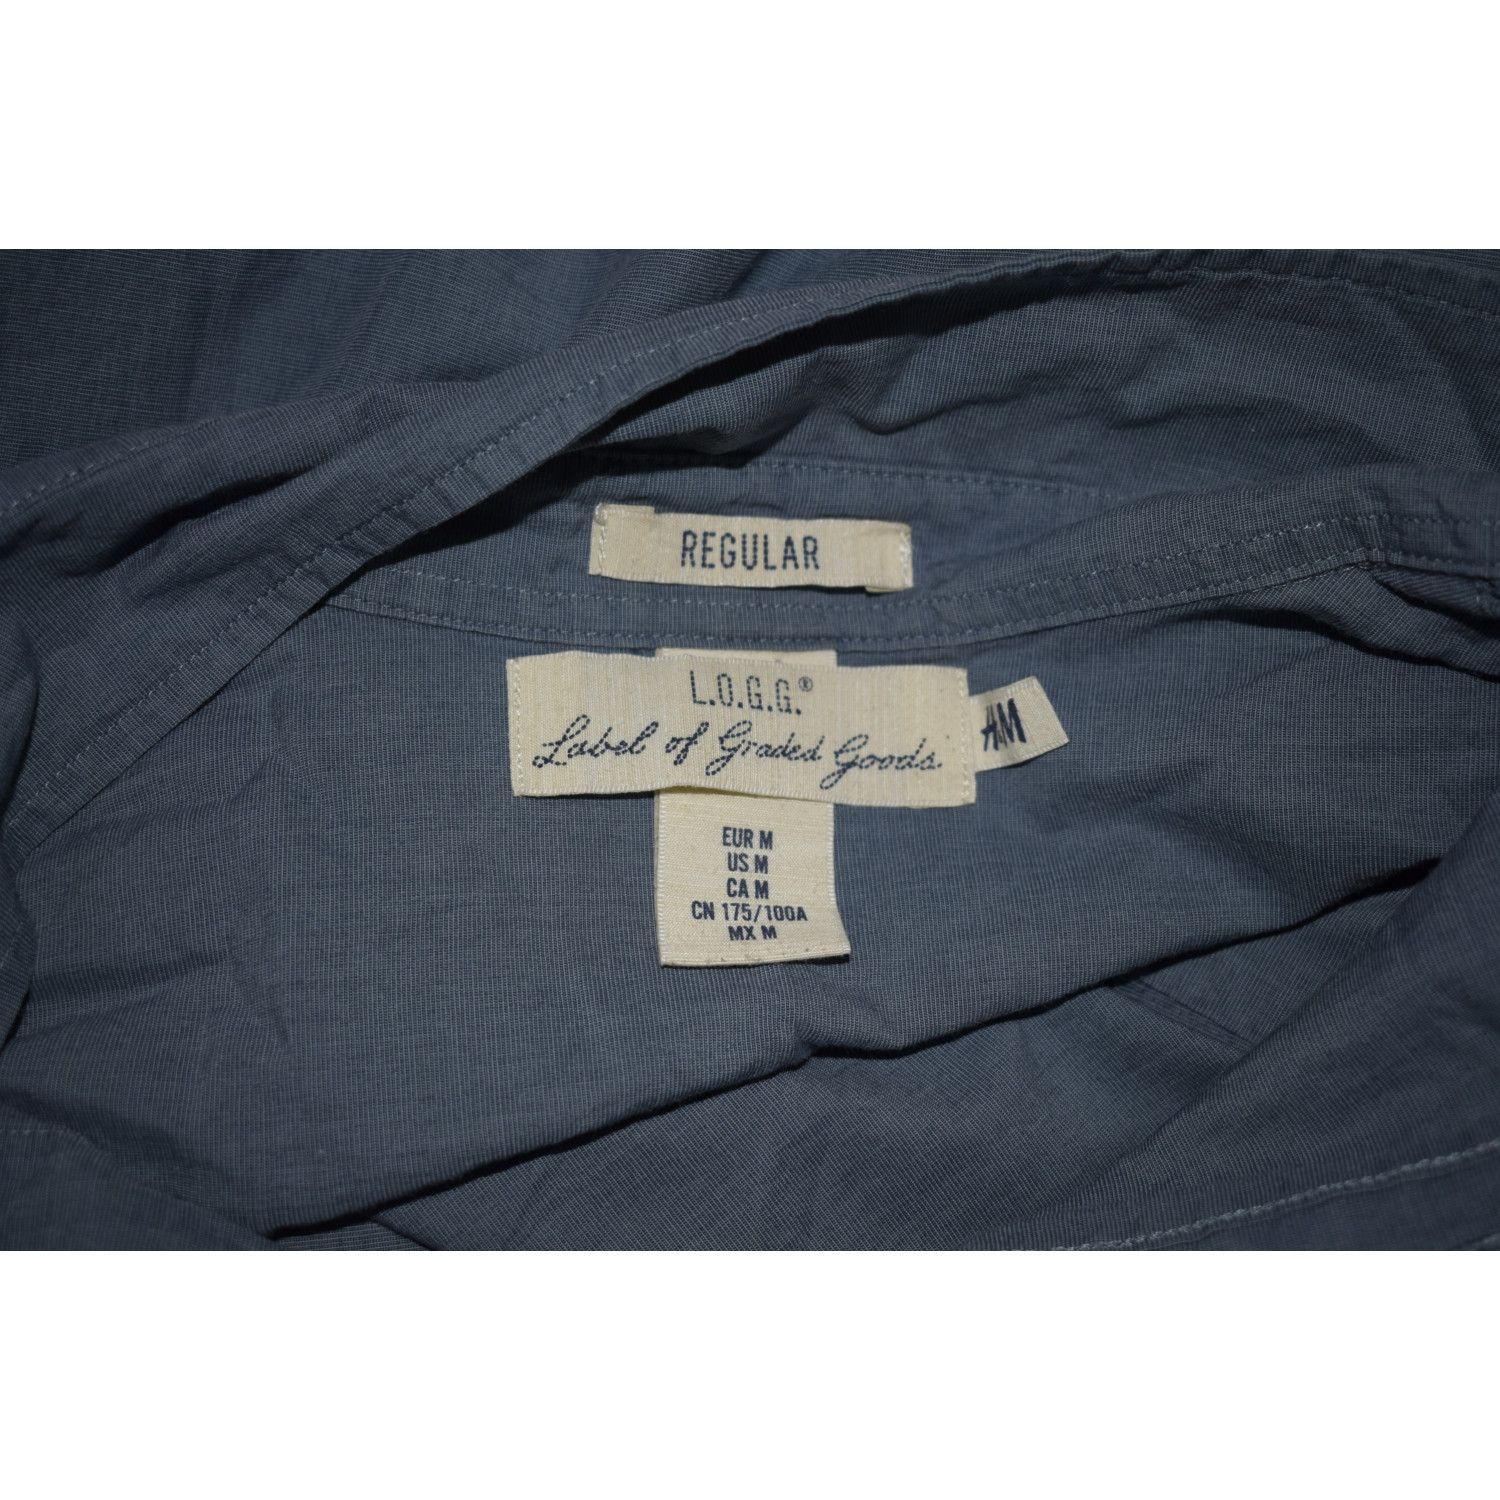 REGULAR
L.O.G.G.®
Label of Graded Goods
H&M
EUR M
US M
CA M
CN 175/100A
MX M